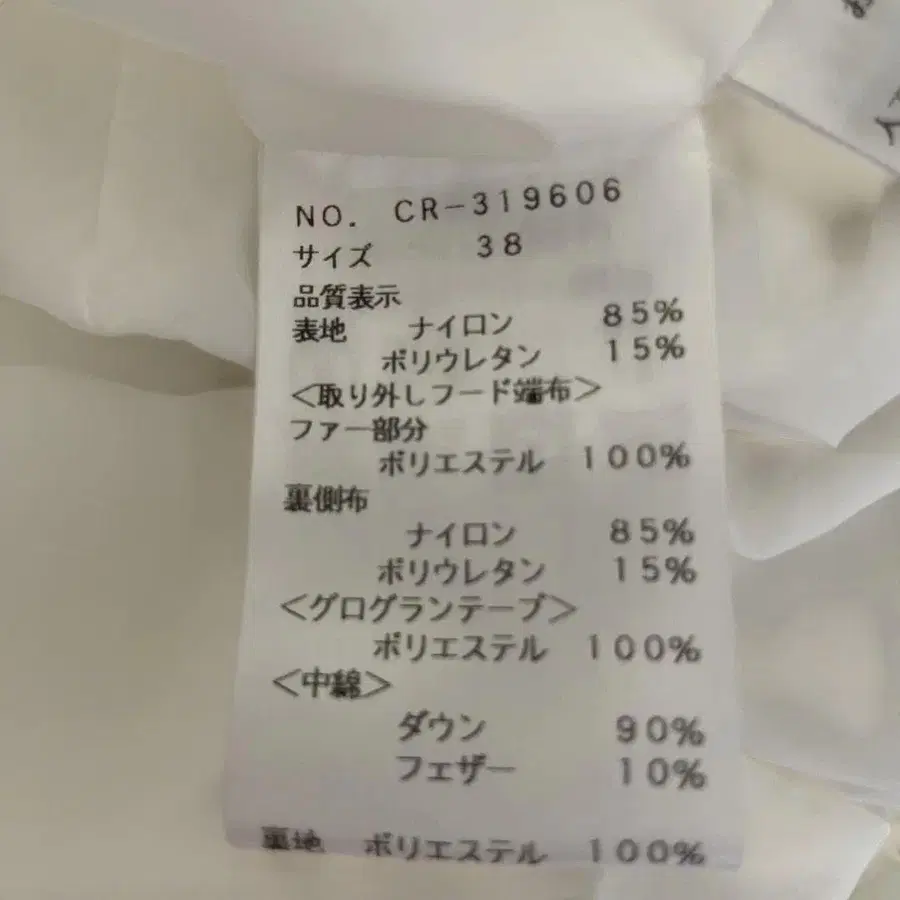 NO. CR-319606
サイズ 38
品質表示
表地 ナイロン 85%
ポリウレタン 15%
<取り外しフード端布>
ファー部分
ポリエステル 100%
裏側布
ナイロン 85%
ポリウレタン 15%
<グログランテープ>
ポリエステル 100%
<中綿>
ダウン 90%
フェザー 10%
裏地 ポリエステル 100%